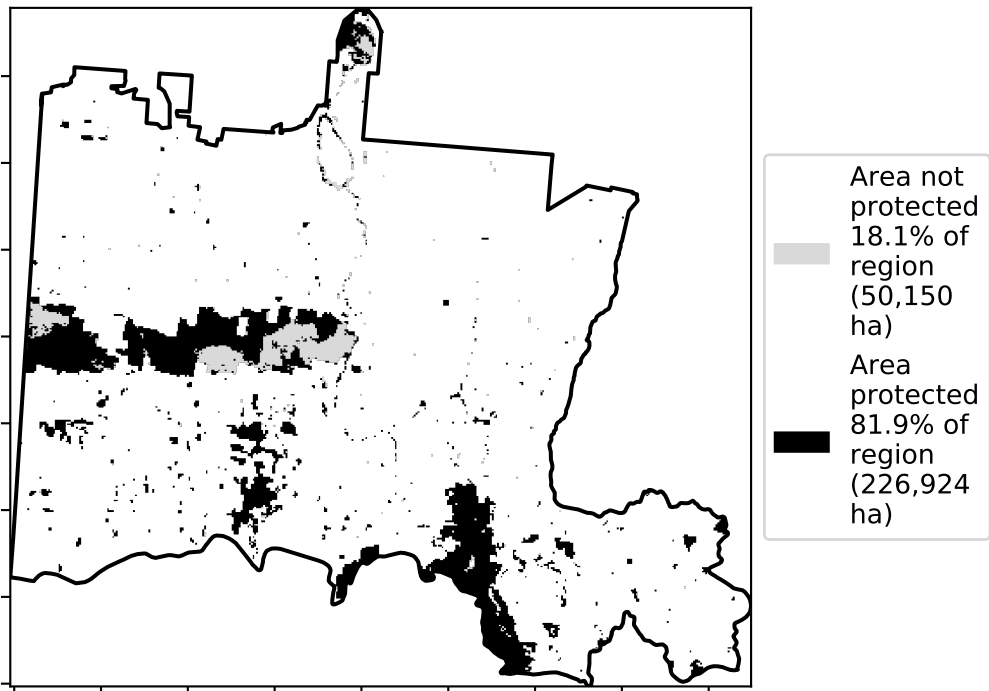 Area not
protected
18.1% of
region
(50,150
ha)
Area
protected
81.9% of
region
(226,924
ha)